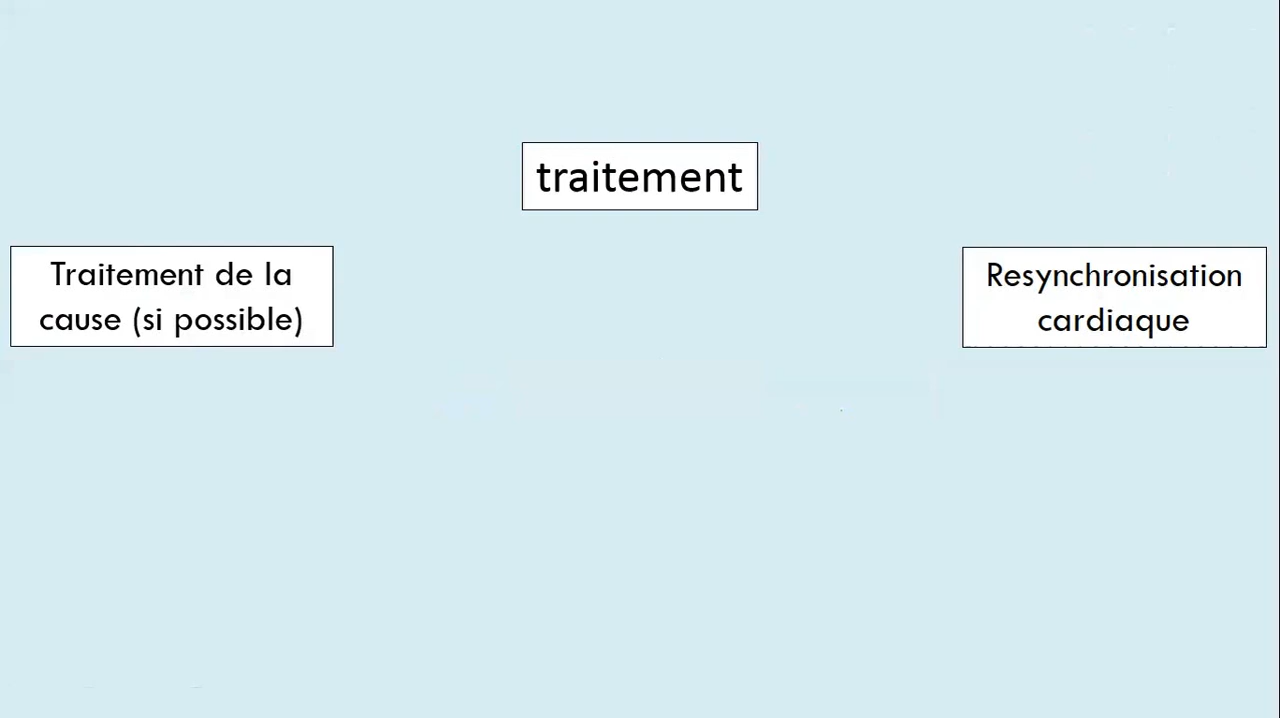 traitement
Traitement de la
cause (si possible)
Resynchronisation
cardiaque